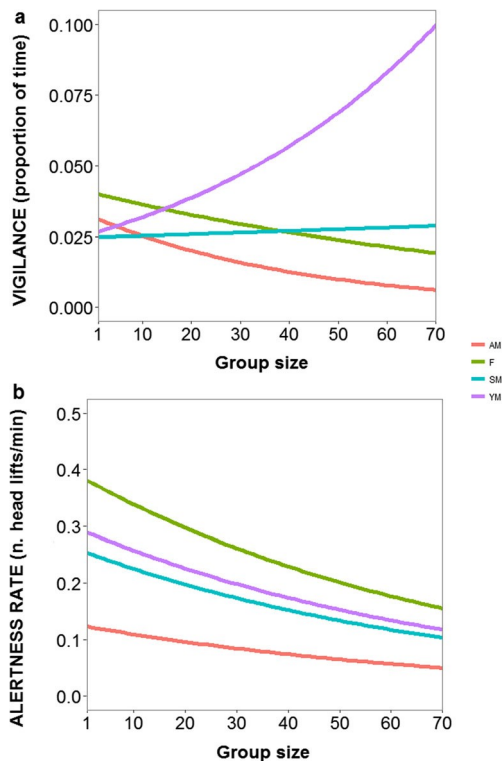 a
VIGILANCE (proportion of time)
0.100
0.075
0.050
0.025
0.000
1 10 20 30 40 50 60 70
Group size
AM
F
SM
YM
b
ALERTNESS RATE (n. head lifts/min)
0.5
0.4
0.3
0.2
0.1
0.0
1 10 20 30 40 50 60 70
Group size